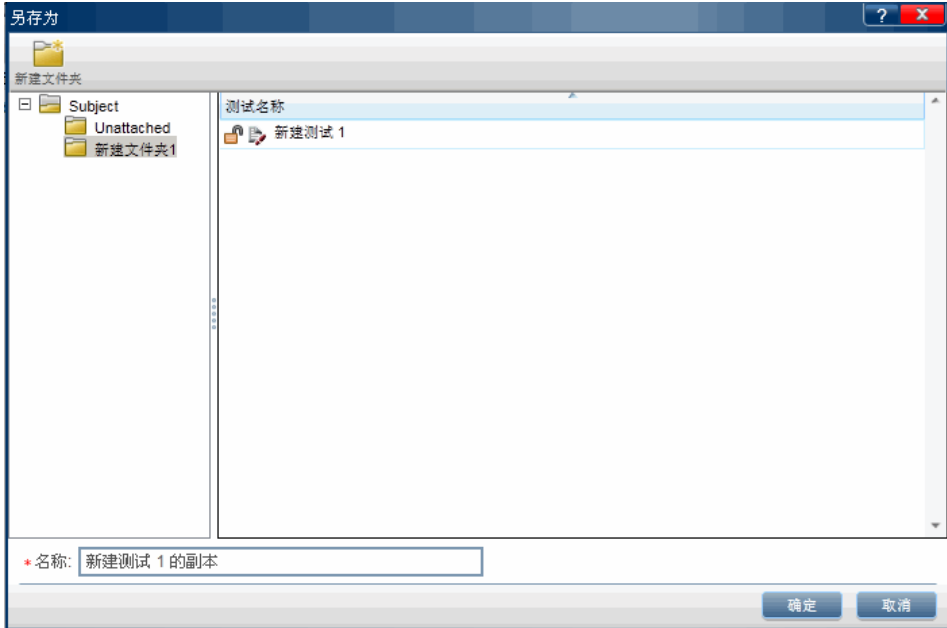 另存为
?
X
新建文件夹
Subject
Unattached
新建文件夹1
测试名称
新建测试 1
*名称: 新建测试 1 的副本
确定
取消